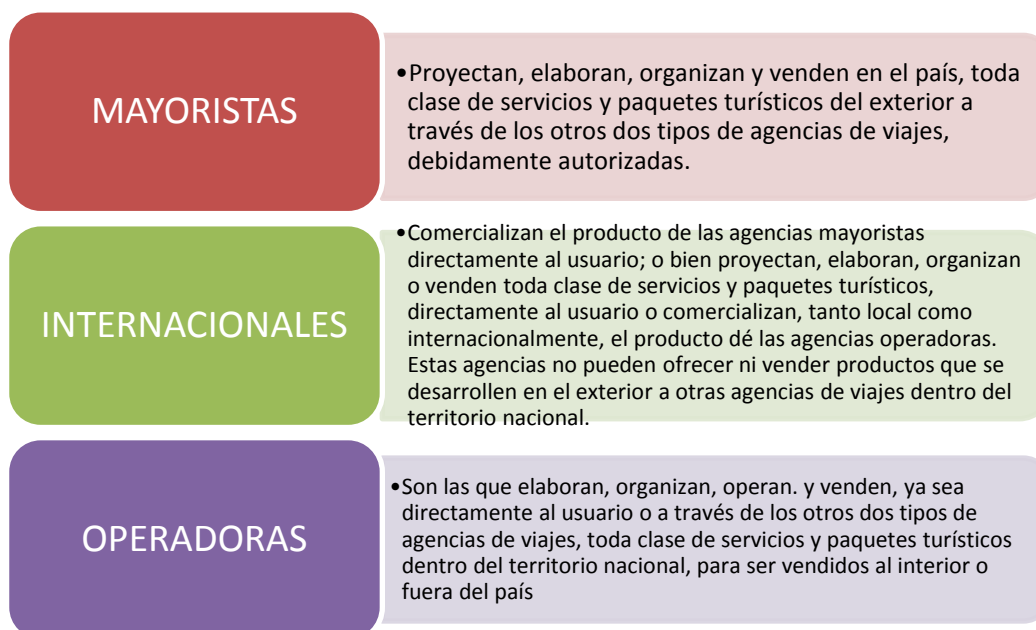 MAYORISTAS
•Proyectan, elaboran, organizan y venden en el país, toda
clase de servicios y paquetes turísticos del exterior a
través de los otros dos tipos de agencias de viajes,
debidamente autorizadas.
INTERNACIONALES
•Comercializan el producto de las agencias mayoristas
directamente al usuario; o bien proyectan, elaboran, organizan
o venden toda clase de servicios y paquetes turísticos,
directamente al usuario o comercializan, tanto local como
internacionalmente, el producto dé las agencias operadoras.
Estas agencias no pueden ofrecer ni vender productos que se
desarrollen en el exterior a otras agencias de viajes dentro del
territorio nacional.
OPERADORAS
•Son las que elaboran, organizan, operan. y venden, ya sea
directamente al usuario o a través de los otros dos tipos de
agencias de viajes, toda clase de servicios y paquetes turísticos
dentro del territorio nacional, para ser vendidos al interior o
fuera del país